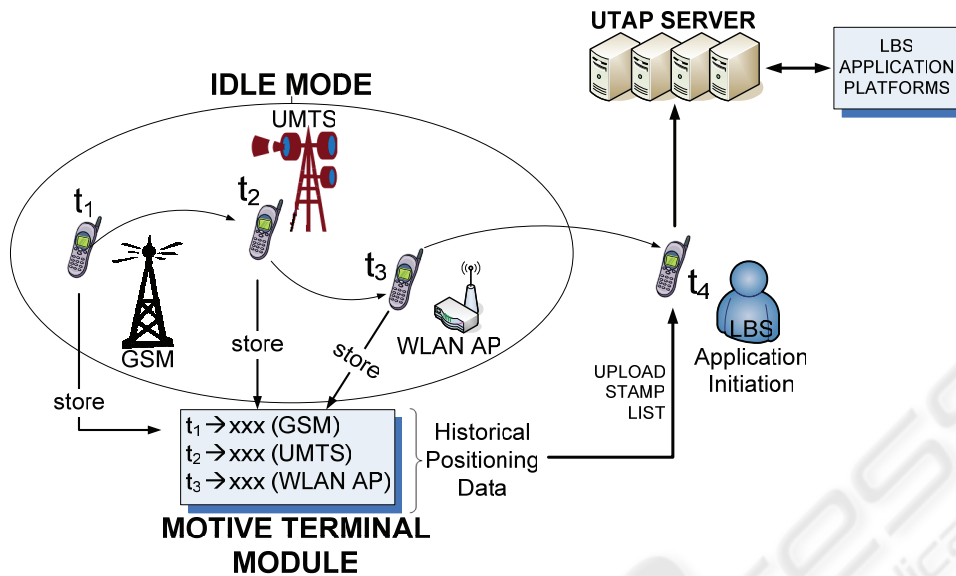 UTAP SERVER
LBS
APPLICATION
PLATFORMS
IDLE MODE
UMTS
t1
t2
t3
t4
GSM
WLAN AP
LBS
Application
Initiation
store
store
store
UPLOAD
STAMP
LIST
t1→xxx (GSM)
t2→xxx (UMTS)
t3→xxx (WLAN AP)
Historical
Positioning
Data
MOTIVE TERMINAL
MODULE